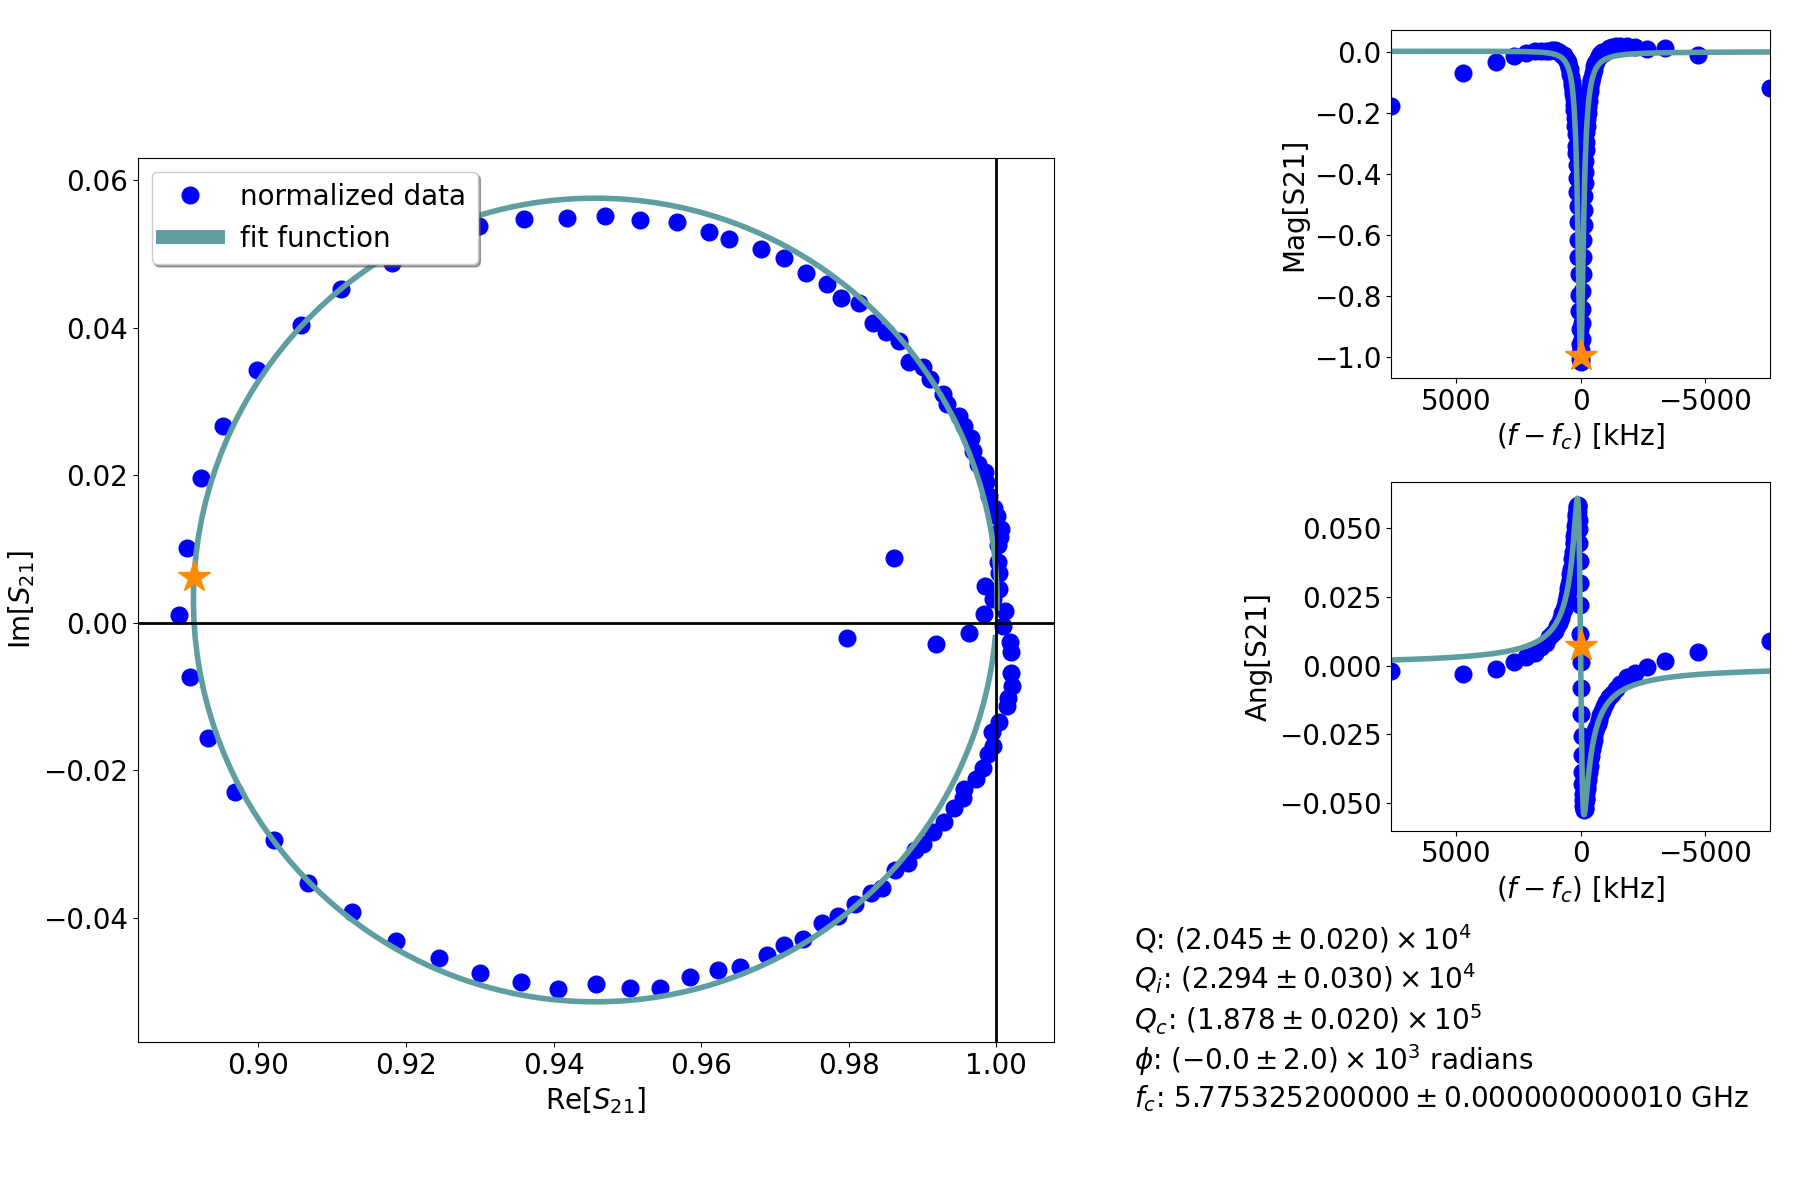 normalized data
fit function
0.06
0.04
0.02
0.00
−0.02
−0.04
0.90 0.92 0.94 0.96 0.98 1.00
Im[S21]
Re[S21]
0.0
−0.2
−0.4
−0.6
−0.8
−1.0
Mag[S21]
5000 0 −5000
(f − fc) [kHz]
0.050
0.025
0.000
−0.025
−0.050
Ang[S21]
5000 0 −5000
(f − fc) [kHz]
Q: (2.045 ± 0.020) × 10^4
Qi: (2.294 ± 0.030) × 10^4
Qc: (1.878 ± 0.020) × 10^5
ϕ: (−0.0 ± 2.0) × 10^3 radians
fc: 5.775325200000 ± 0.000000000010 GHz